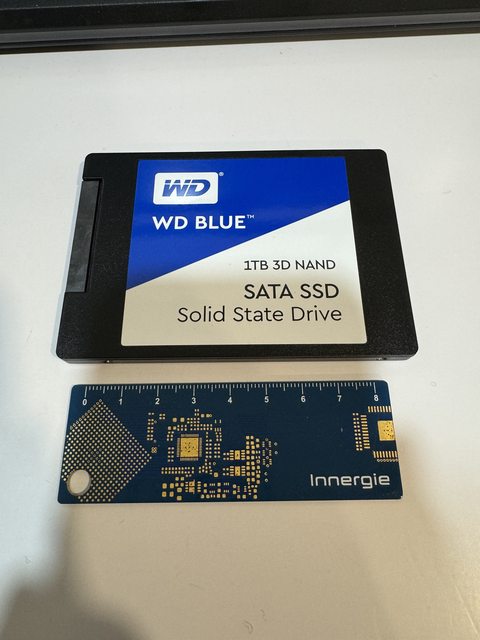 WD®
WD BLUE™
1TB 3D NAND
SATA SSD
Solid State Drive
0 1 2 3 4 5 6 7 8
Innergie